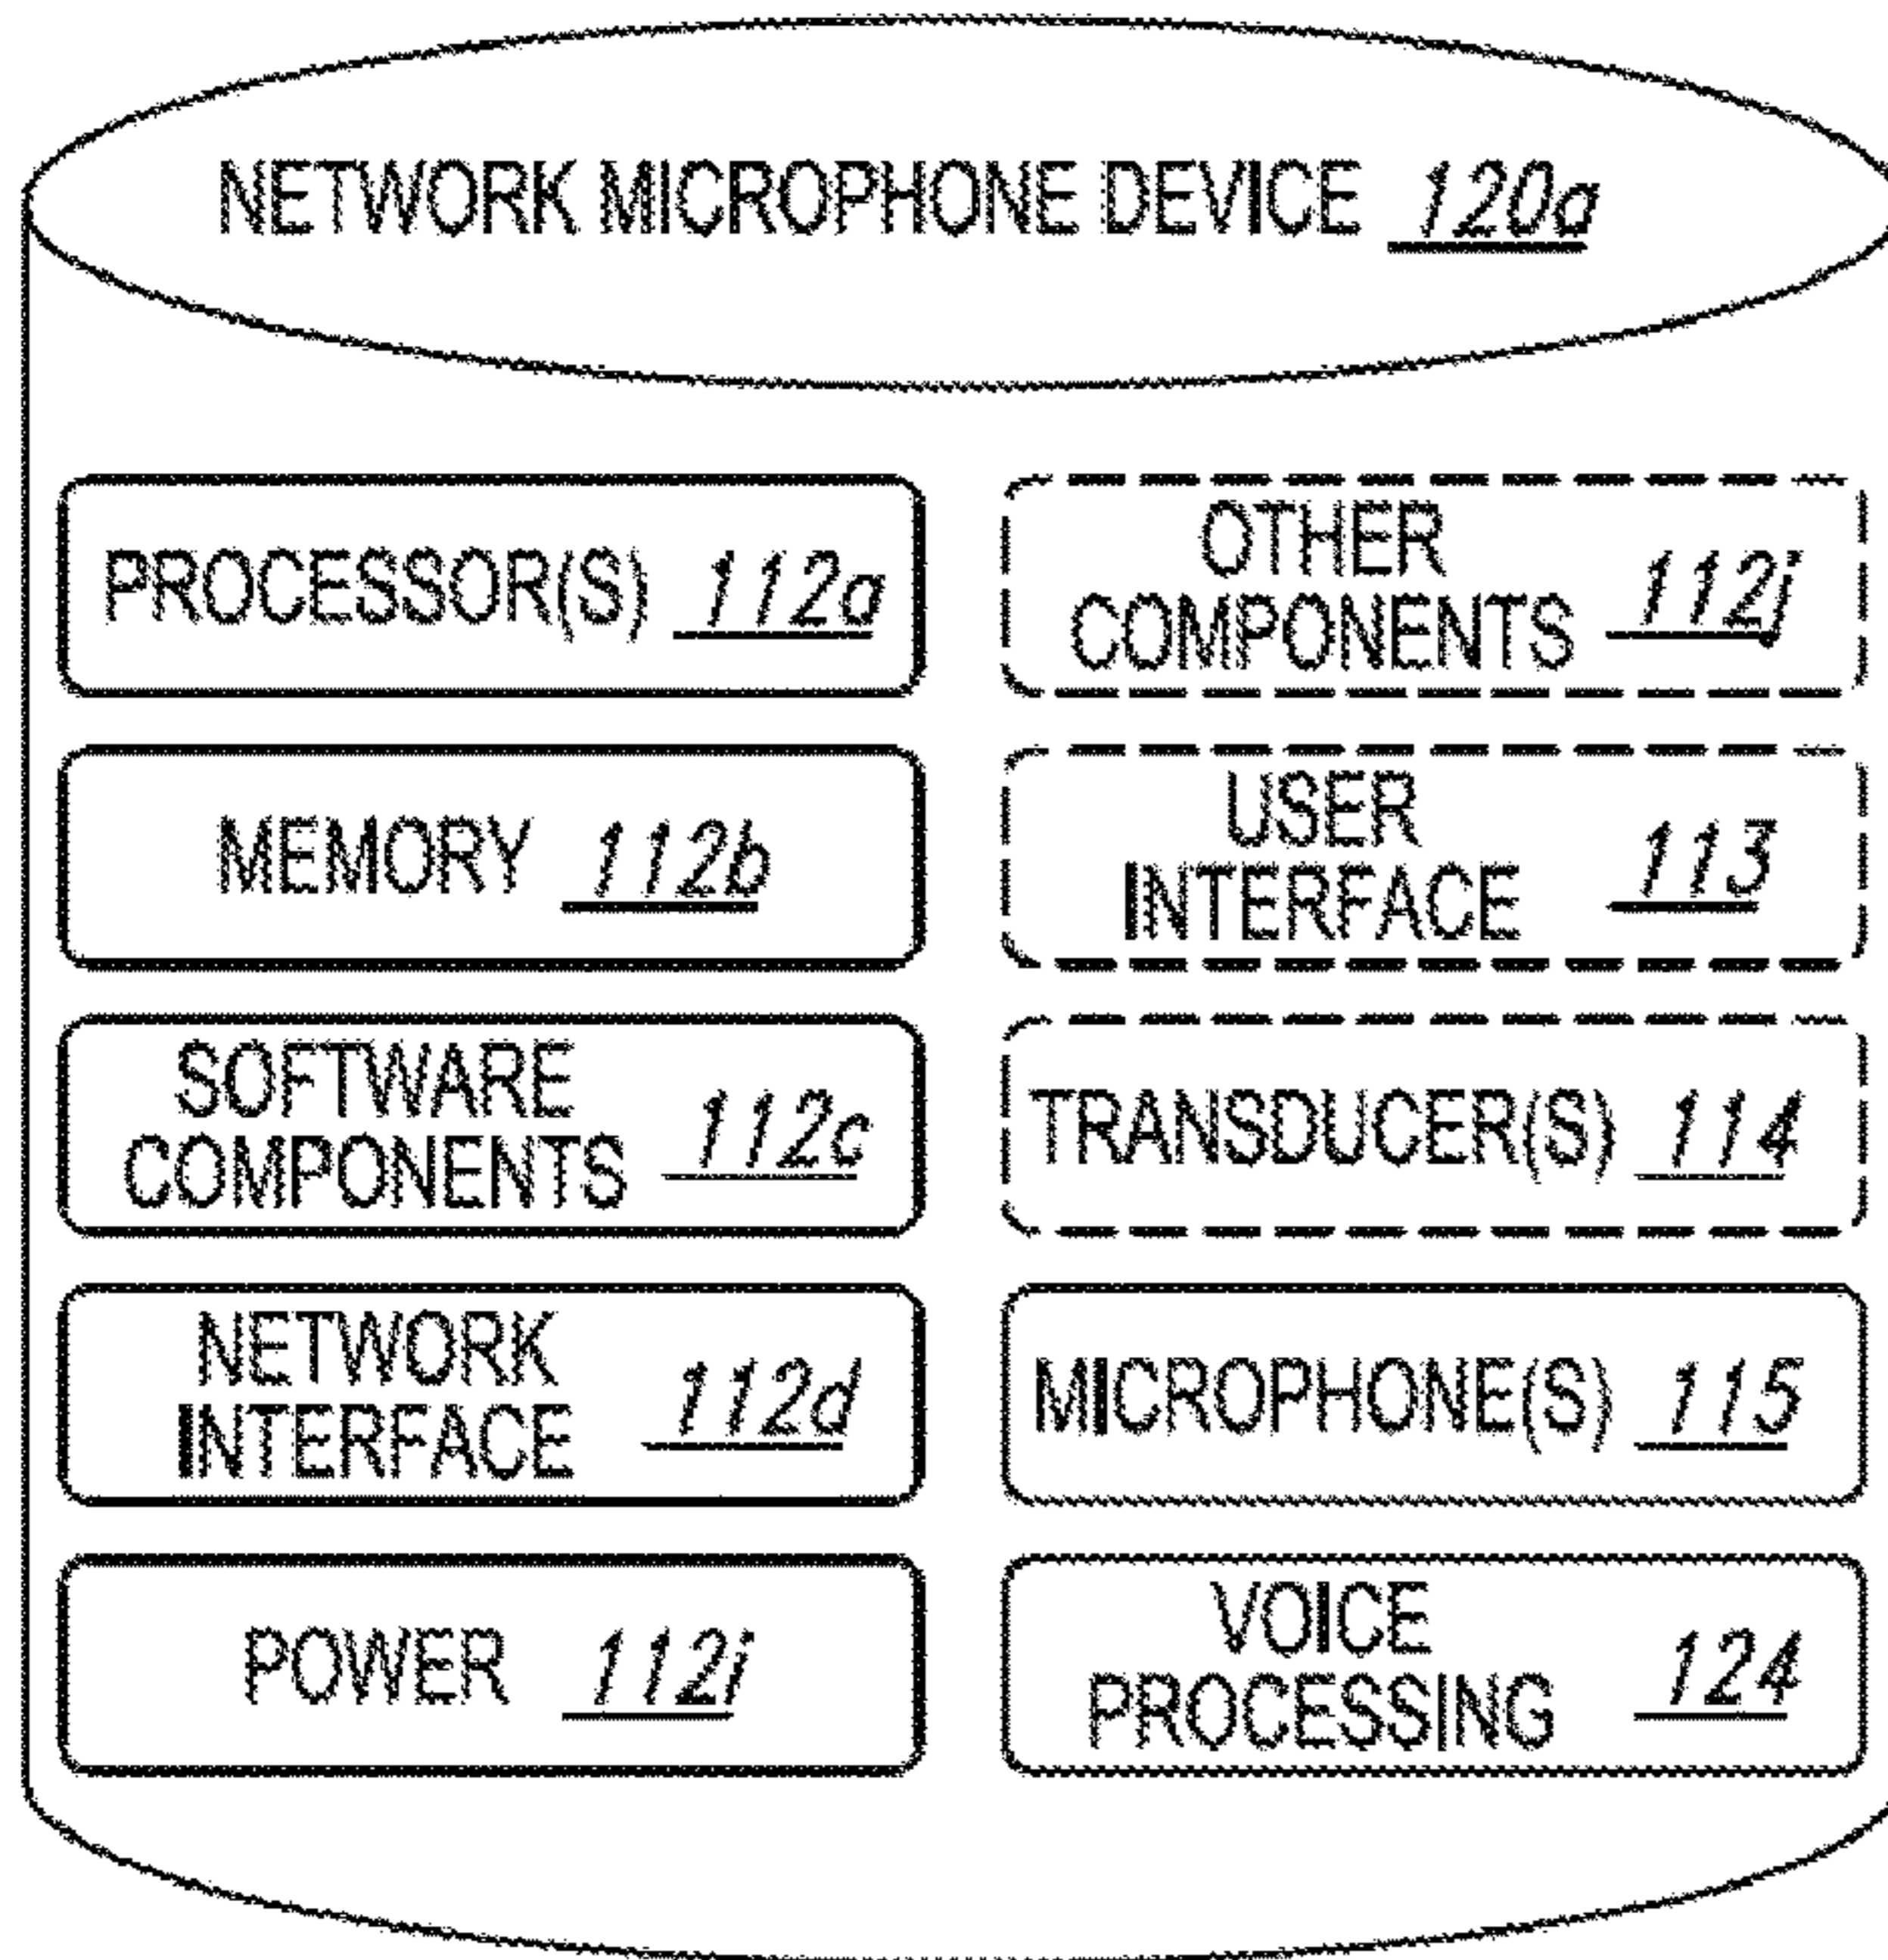 NETWORK MICROPHONE DEVICE 120a
PROCESSOR(S) 112a
MEMORY 112b
SOFTWARE
COMPONENTS 112c
NETWORK
INTERFACE 112d
POWER 112i
OTHER
COMPONENTS 112j
USER
INTERFACE 113
TRANSDUCER(S) 114
MICROPHONE(S) 115
VOICE
PROCESSING 124